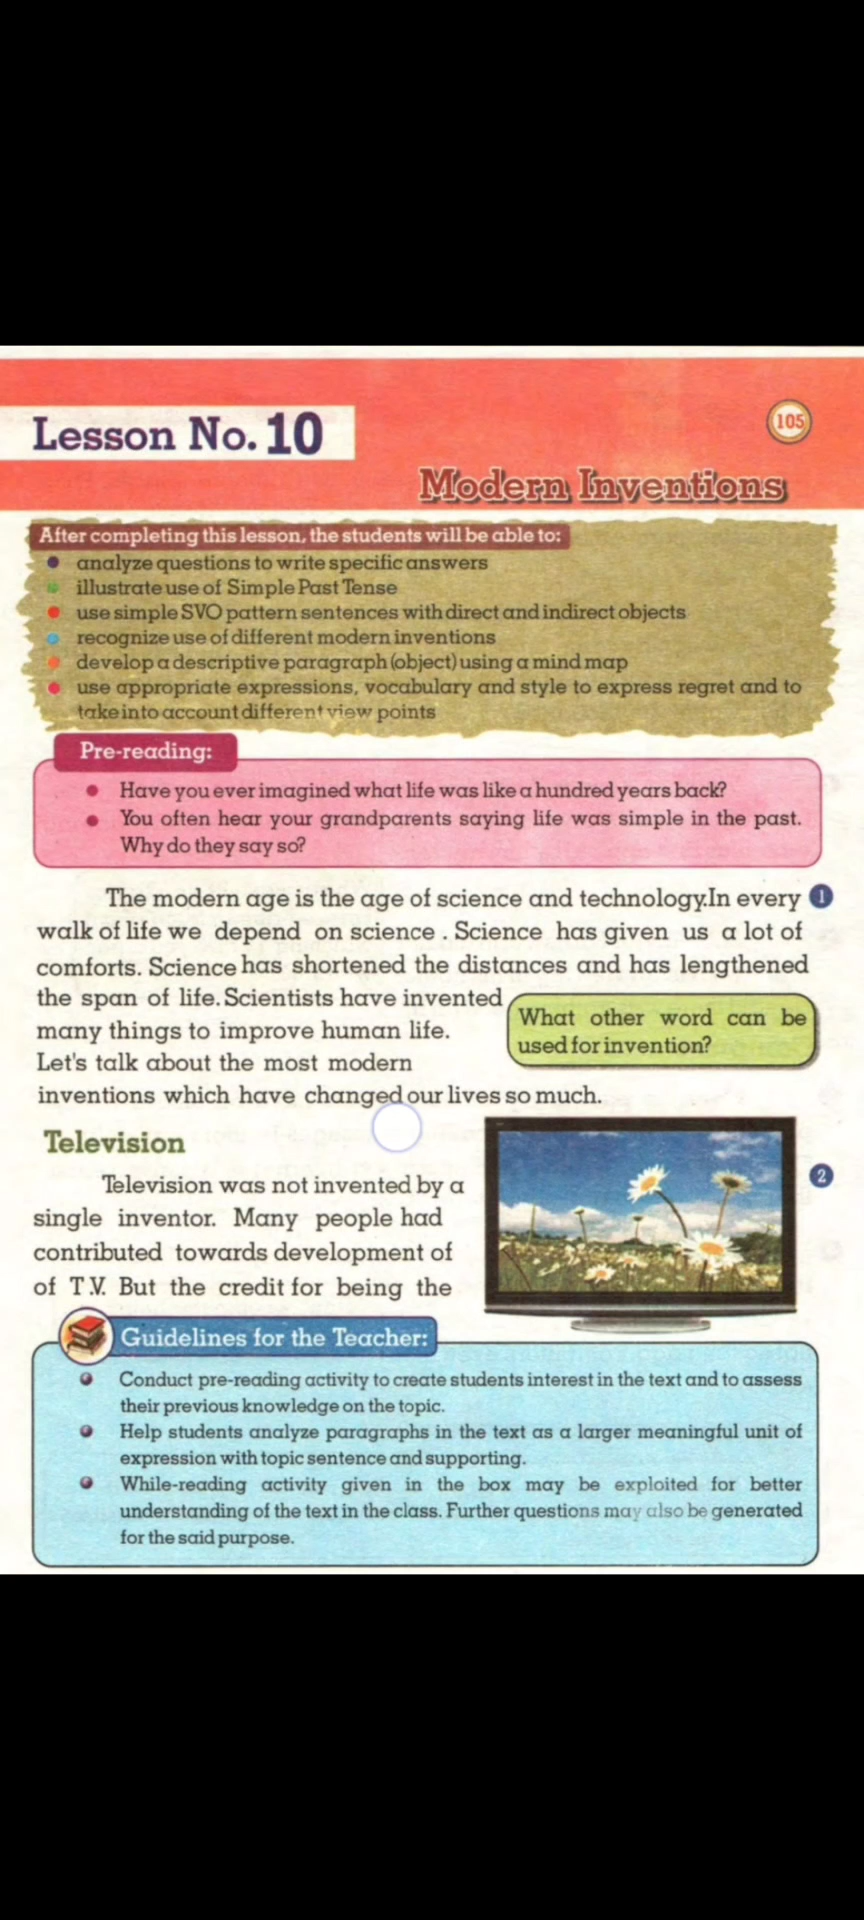 Lesson No. 10
105
Modern Inventions
After completing this lesson, the students will be able to:
analyze questions to write specific answers
illustrate use of Simple Past Tense
use simple SVO pattern sentences with direct and indirect objects
recognize use of different modern inventions
develop a descriptive paragraph (object) using a mind map
use appropriate expressions, vocabulary and style to express regret and to
take into account different view points
Pre-reading:
Have you ever imagined what life was like a hundred years back?
You often hear your grandparents saying life was simple in the past.
Why do they say so?
The modern age is the age of science and technology.In every 1
walk of life we depend on science . Science has given us a lot of
comforts. Science has shortened the distances and has lengthened
the span of life. Scientists have invented
many things to improve human life.
Let's talk about the most modern
What other word can be
used for invention?
inventions which have changed our lives so much.
Television
2
Television was not invented by a
single inventor. Many people had
contributed towards development of
of T.V. But the credit for being the
Guidelines for the Teacher:
Conduct pre-reading activity to create students interest in the text and to assess
their previous knowledge on the topic.
Help students analyze paragraphs in the text as a larger meaningful unit of
expression with topic sentence and supporting.
While-reading activity given in the box may be exploited for better
understanding of the text in the class. Further questions may also be generated
for the said purpose.